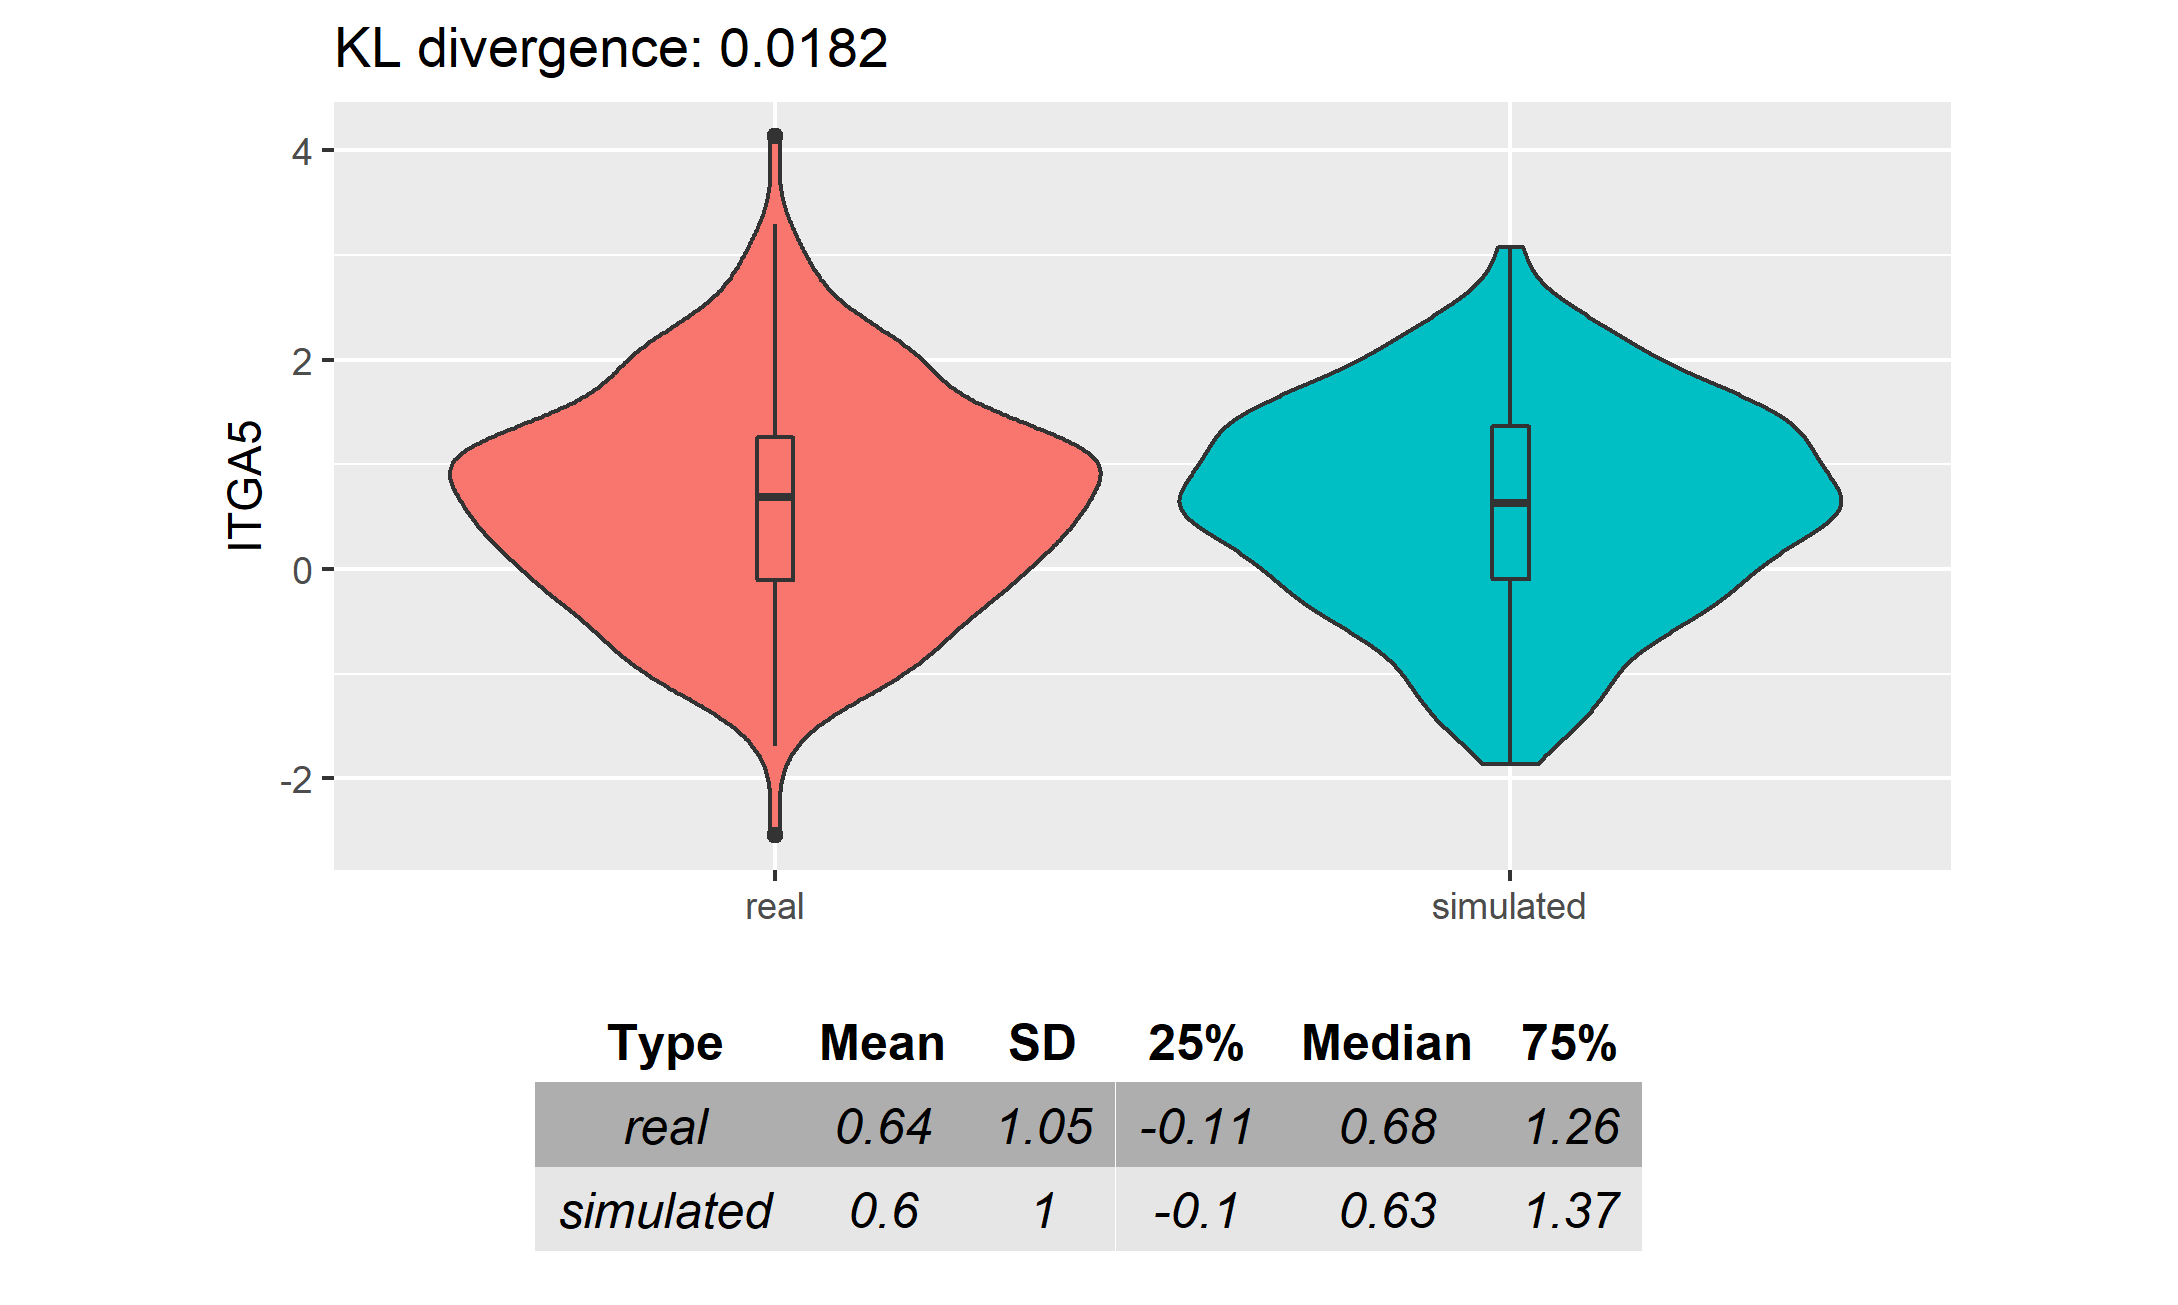 KL divergence: 0.0182
4
2
0
-2
ITGA5
real simulated
Type Mean SD 25% Median 75%
real 0.64 1.05 -0.11 0.68 1.26
simulated 0.6 1 -0.1 0.63 1.37